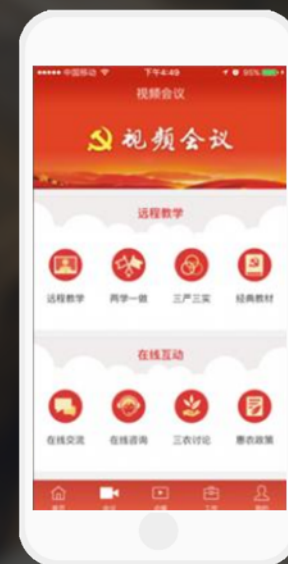 中国移动 下午4:49 95%
视频会议
视频会议
远程教学
远程教学 两学一做 三严三实 经典教材
在线互动
在线交流 在线咨询 三农讨论 惠农政策